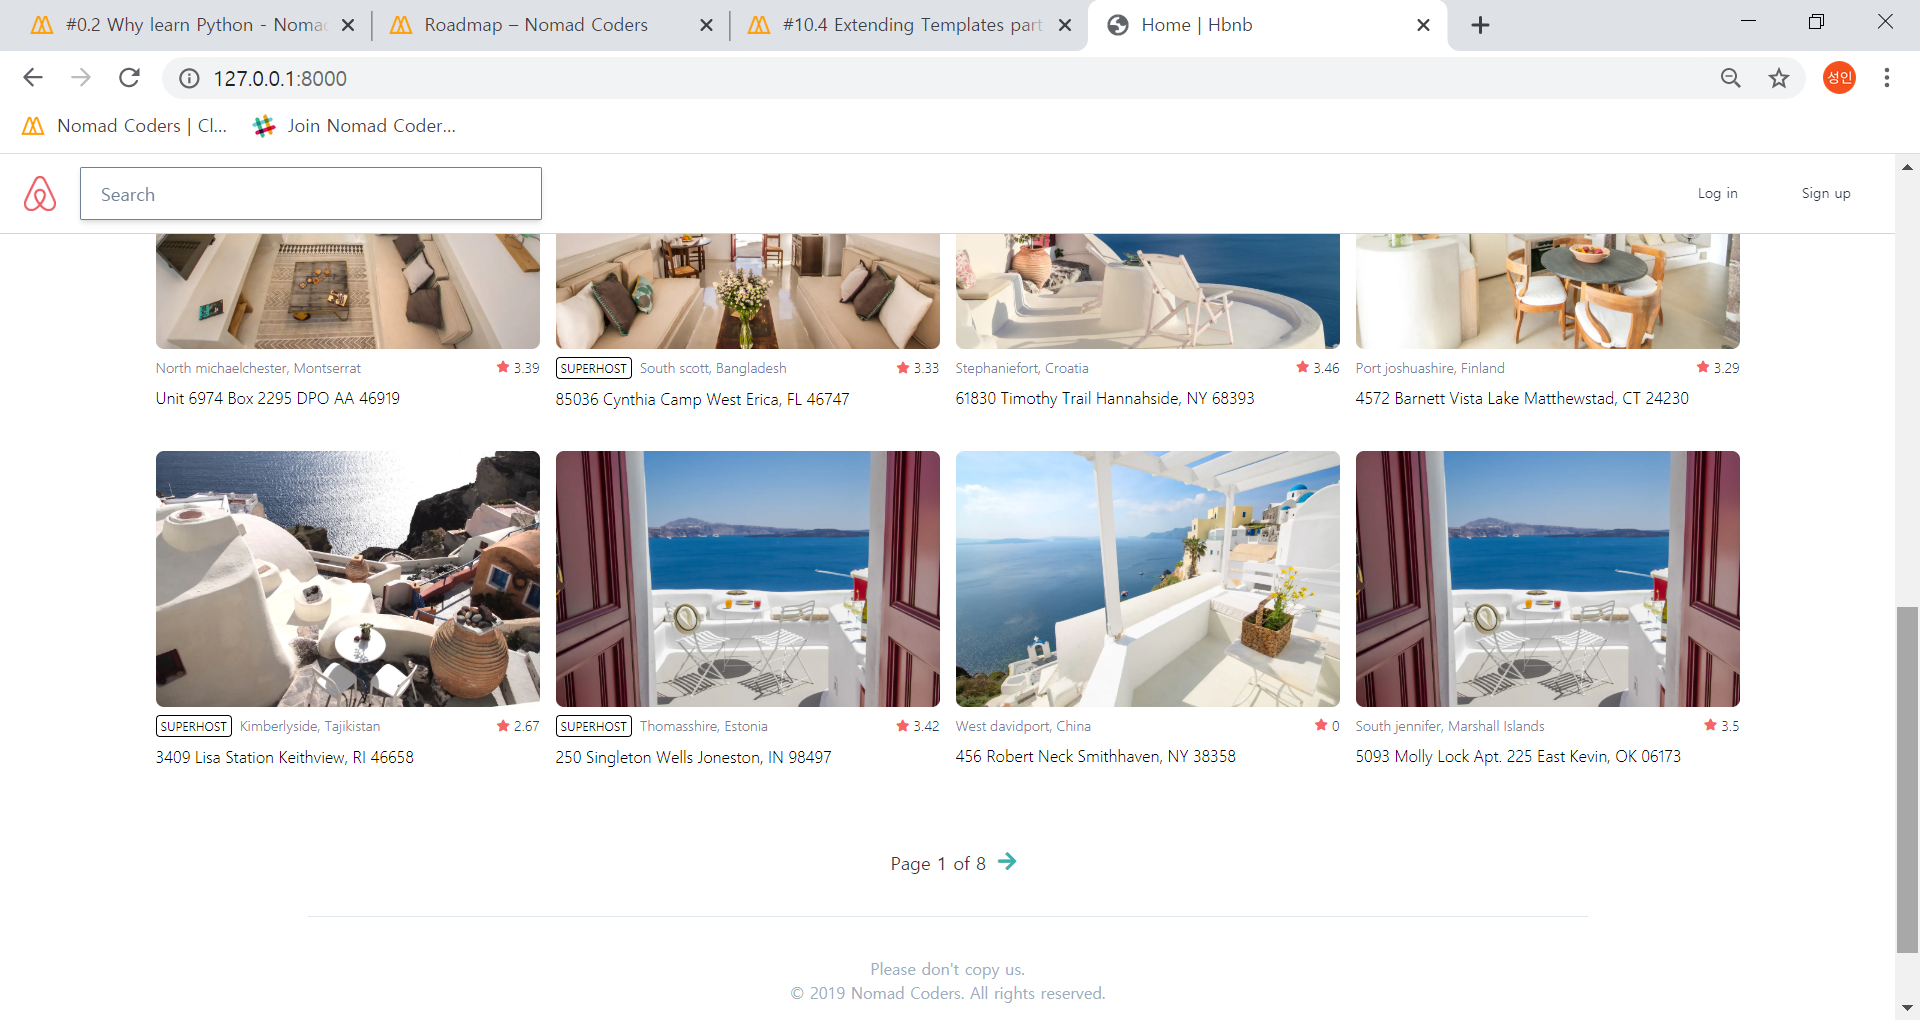 #0.2 Why learn Python - Noma
Roadmap – Nomad Coders
#10.4 Extending Templates part
Home | Hbnb
127.0.0.1:8000
성인
Nomad Coders | Cl...
Join Nomad Coder...
Search
Log in
Sign up
North michaelchester, Montserrat
3.39
Unit 6974 Box 2295 DPO AA 46919
SUPERHOST
South scott, Bangladesh
3.33
85036 Cynthia Camp West Erica, FL 46747
Stephaniefort, Croatia
3.46
61830 Timothy Trail Hannahside, NY 68393
Port joshuashire, Finland
3.29
4572 Barnett Vista Lake Matthewstad, CT 24230
SUPERHOST
Kimberlyside, Tajikistan
2.67
3409 Lisa Station Keithview, RI 46658
SUPERHOST
Thomasshire, Estonia
3.42
250 Singleton Wells Joneston, IN 98497
West davidport, China
0
456 Robert Neck Smithhaven, NY 38358
South jennifer, Marshall Islands
3.5
5093 Molly Lock Apt. 225 East Kevin, OK 06173
Page 1 of 8
Please don't copy us.
© 2019 Nomad Coders. All rights reserved.